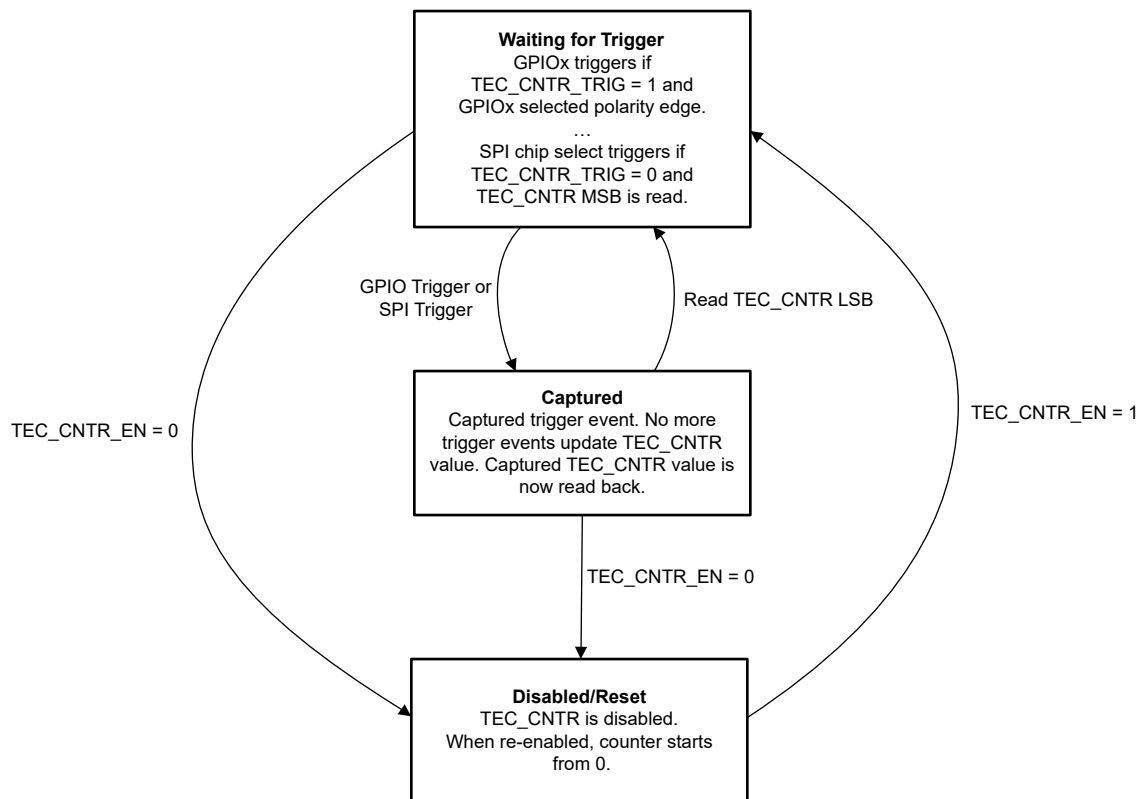 Waiting for Trigger
GPIOx triggers if
TEC_CNTR_TRIG = 1 and
GPIOx selected polarity edge.
…
SPI chip select triggers if
TEC_CNTR_TRIG = 0 and
TEC_CNTR MSB is read.
GPIO Trigger or
SPI Trigger
Read TEC_CNTR LSB
Captured
Captured trigger event. No more
trigger events update TEC_CNTR
value. Captured TEC_CNTR value is
now read back.
TEC_CNTR_EN = 0
TEC_CNTR_EN = 1
TEC_CNTR_EN = 0
Disabled/Reset
TEC_CNTR is disabled.
When re-enabled, counter starts
from 0.